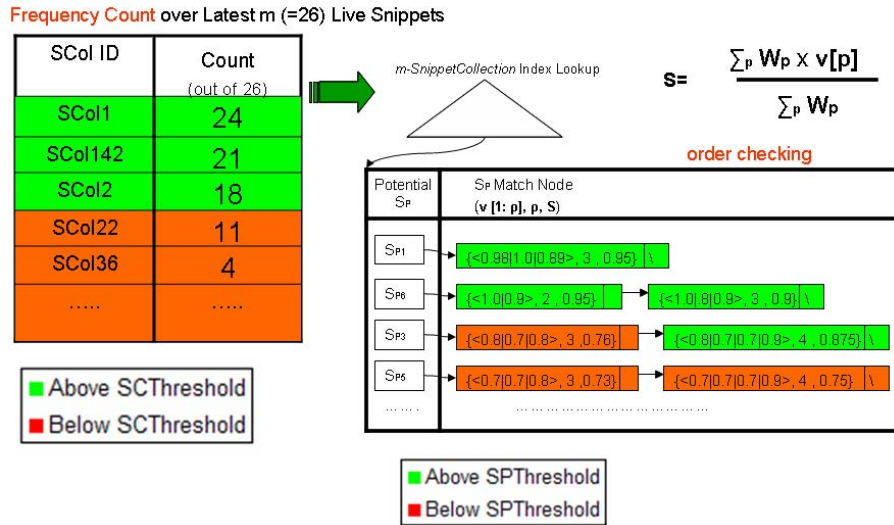 Frequency Count over Latest m (=26) Live Snippets
SCol ID
Count
(out of 26)
SCol1
24
SCol142
21
SCol2
18
SCol22
11
SCol36
4
.....
Above SCThreshold
Below SCThreshold
m-SnippetCollection Index Lookup
S= ∑p Wp x v[p]
∑p Wp
order checking
Potential
SP
SP Match Node
(v [1: ρ], ρ, S)
SP1
{<0.98|1.0|0.89>, 3 , 0.95} \
SP6
{<1.0|0.9>, 2 , 0.95}
{<1.0|.8|0.9>, 3 , 0.9} \
SP3
{<0.8|0.7|0.8>, 3 ,0.76}
{<0.8|0.7|0.7|0.9>, 4 , 0.875} \
SP5
{<0.7|0.7|0.8>, 3 ,0.73}
{<0.7|0.7|0.7|0.9>, 4 , 0.75} \
... ... .
... ... ... ... ... ... ... ... ... ... ... ...
Above SPThreshold
Below SPThreshold